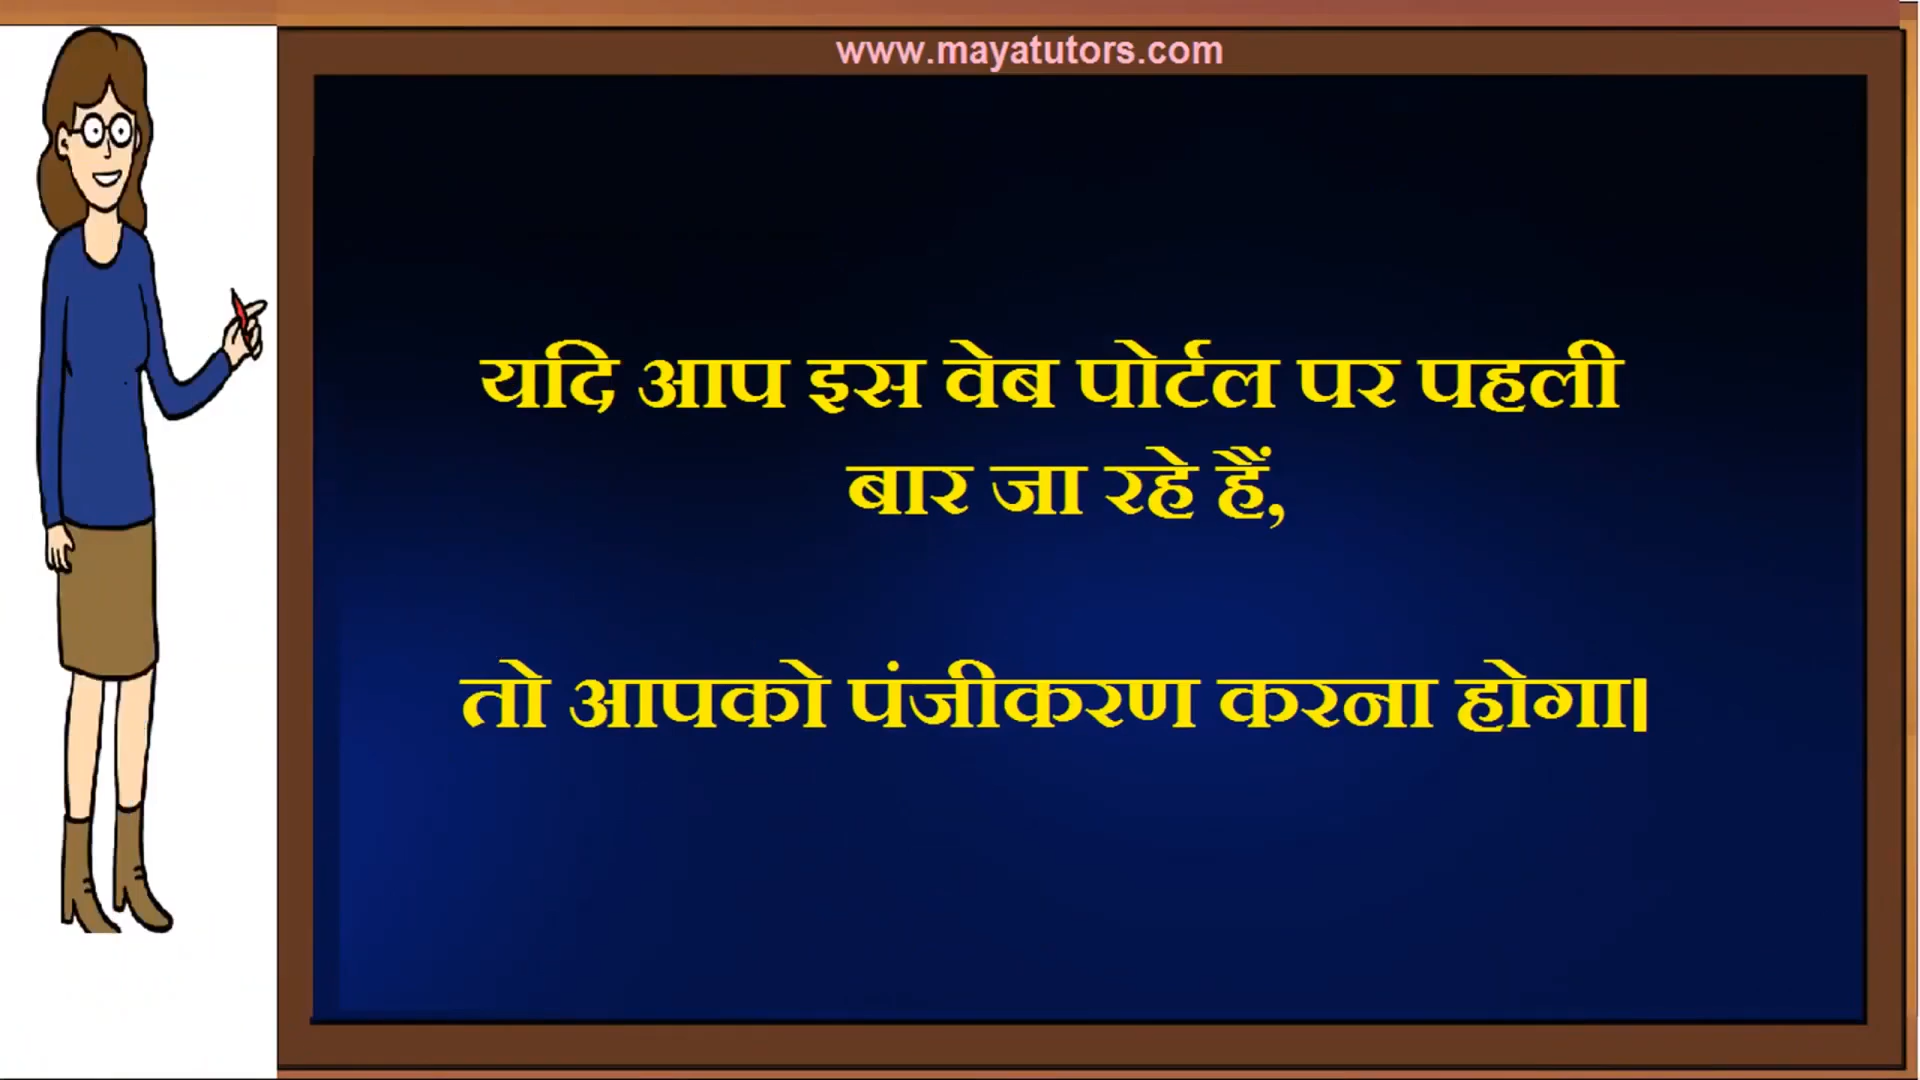 www.mayatutors.com
यदि आप इस वेब पोर्टल पर पहली
बार जा रहे हैं,
तो आपको पंजीकरण करना होगा।